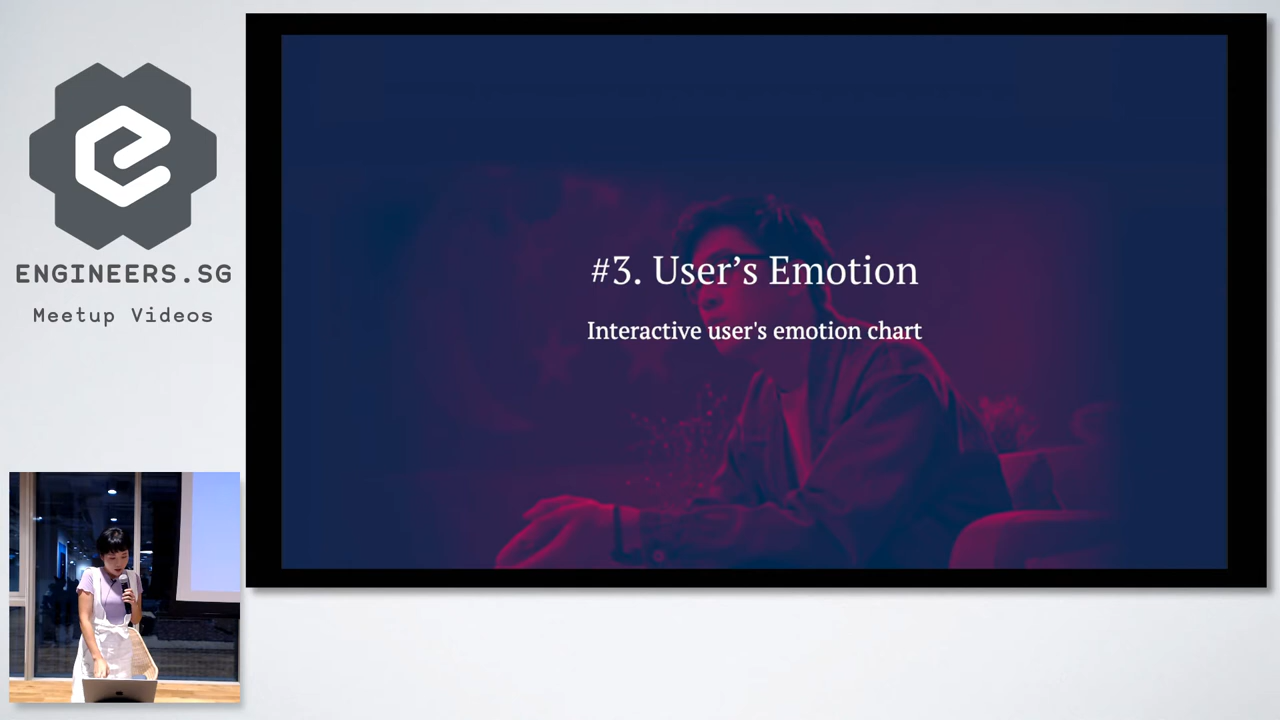 ENGINEERS.SG
Meetup Videos
#3. User’s Emotion
Interactive user's emotion chart